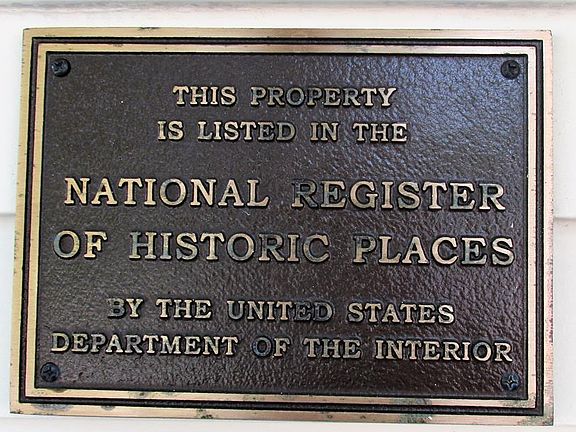 THIS PROPERTY
IS LISTED IN THE
NATIONAL REGISTER
OF HISTORIC PLACES
BY THE UNITED STATES
DEPARTMENT OF THE INTERIOR